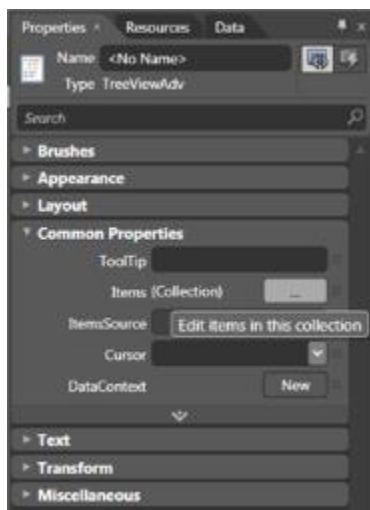 Properties × Resources Data
Name <No Name>
Type TreeViewAdv
Search
Brushes
Appearance
Layout
Common Properties
ToolTip
Items (Collection) ...
ItemsSource Edit items in this collection
Cursor
DataContext New
Text
Transform
Miscellaneous